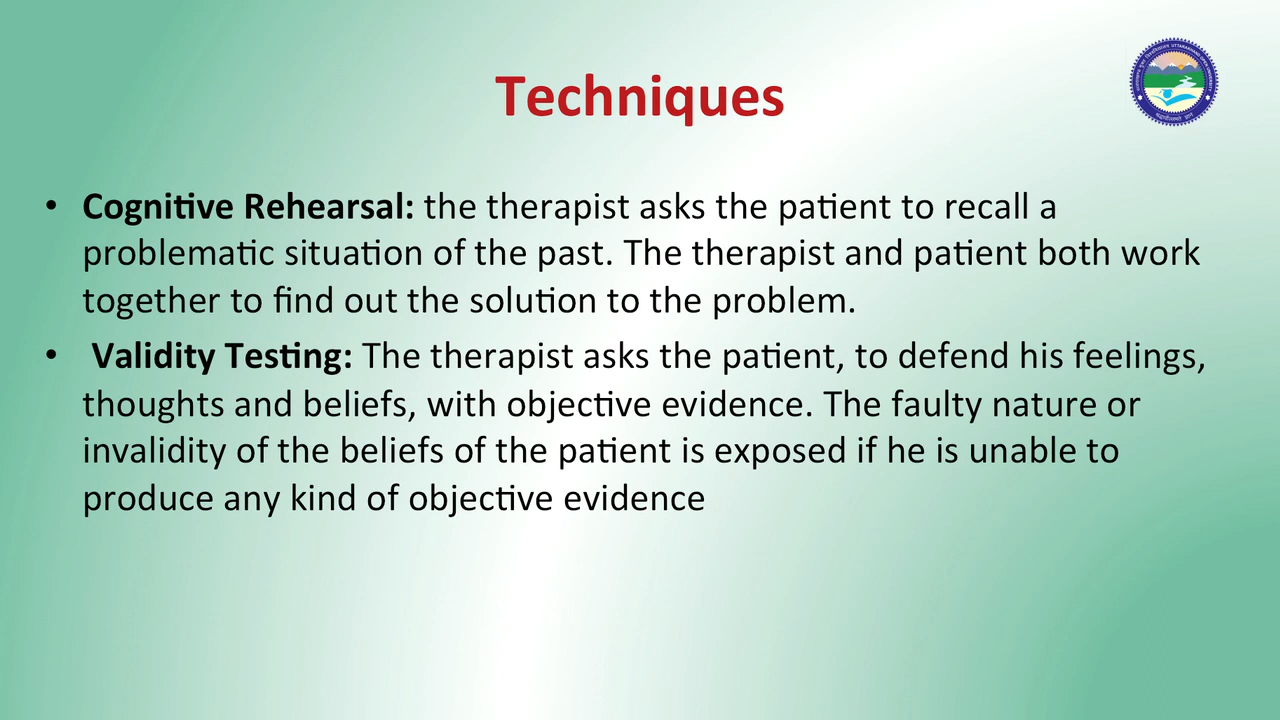 Techniques
• Cognitive Rehearsal: the therapist asks the patient to recall a
problematic situation of the past. The therapist and patient both work
together to find out the solution to the problem.
• Validity Testing: The therapist asks the patient, to defend his feelings,
thoughts and beliefs, with objective evidence. The faulty nature or
invalidity of the beliefs of the patient is exposed if he is unable to
produce any kind of objective evidence